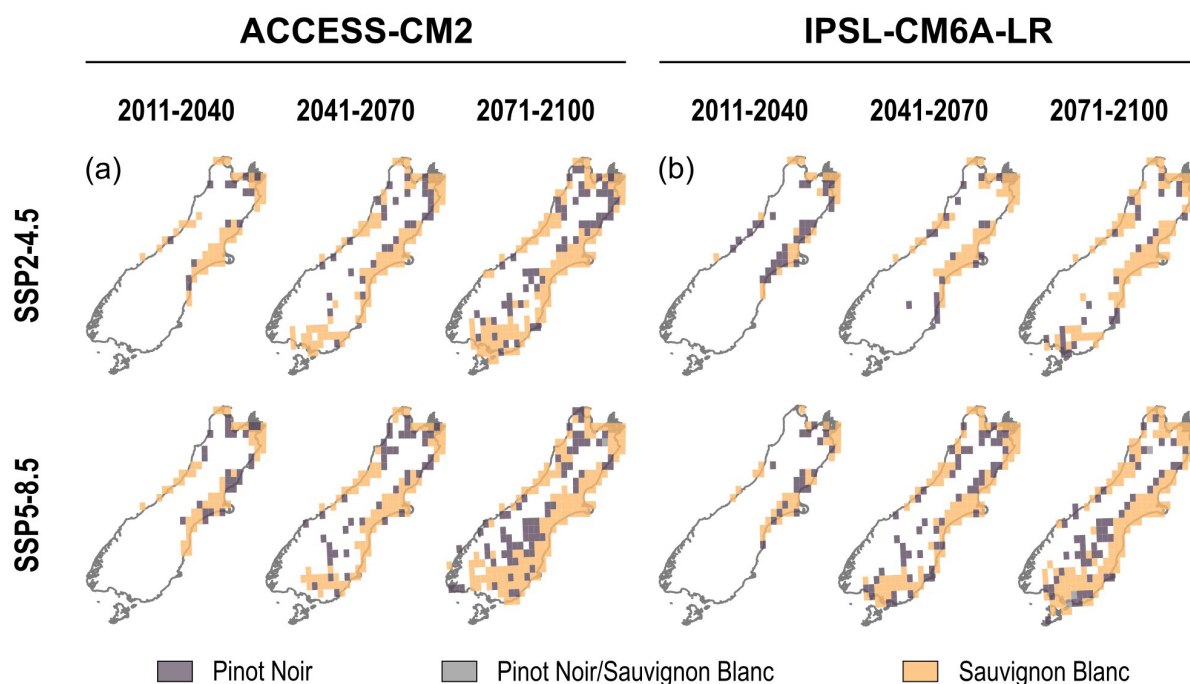 ACCESS-CM2 IPSL-CM6A-LR
2011-2040 2041-2070 2071-2100 2011-2040 2041-2070 2071-2100
(a) (b)
SSP2-4.5
SSP5-8.5
Pinot Noir Pinot Noir/Sauvignon Blanc Sauvignon Blanc